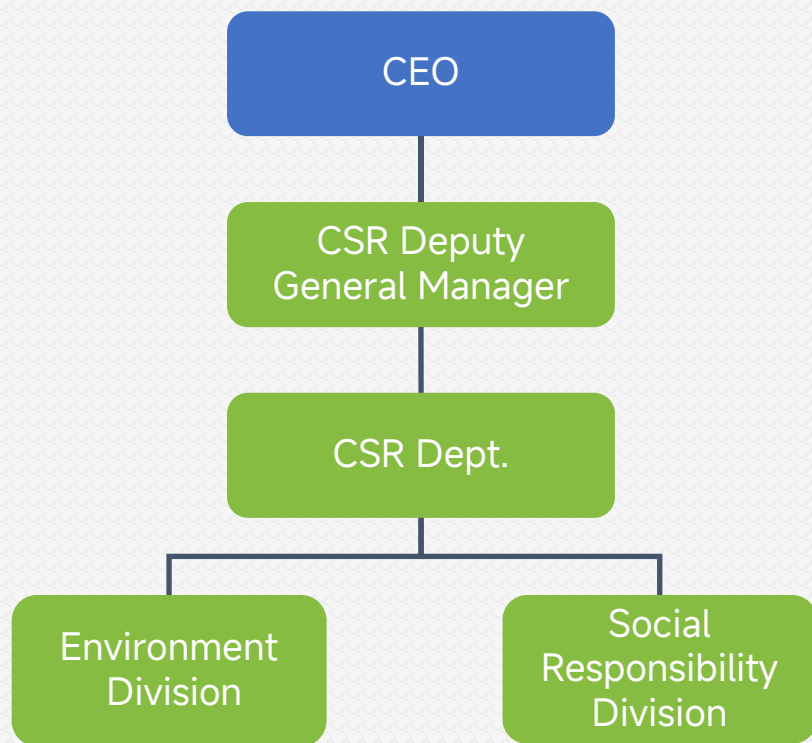 CEO
CSR Deputy
General Manager
CSR Dept.
Environment
Division
Social
Responsibility
Division